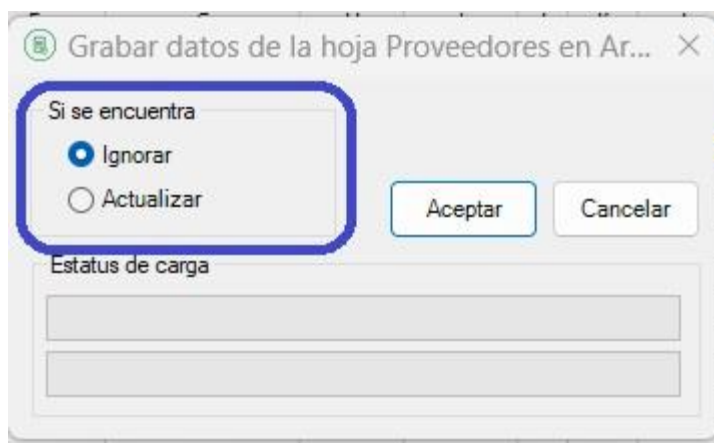 Grabar datos de la hoja Proveedores en Ar...
Si se encuentra
Ignorar
Actualizar
Aceptar
Cancelar
Estatus de carga